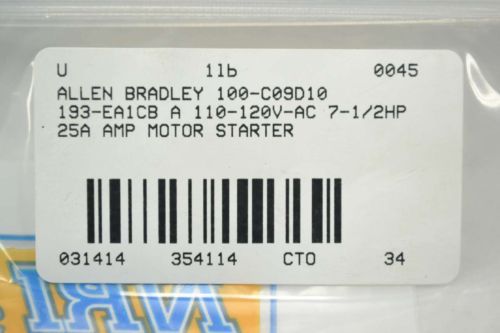 U 1lb 0045
ALLEN BRADLEY 100-C09D10
193-EA1CB A 110-120V-AC 7-1/2HP
25A AMP MOTOR STARTER
031414 354114 CTO 34